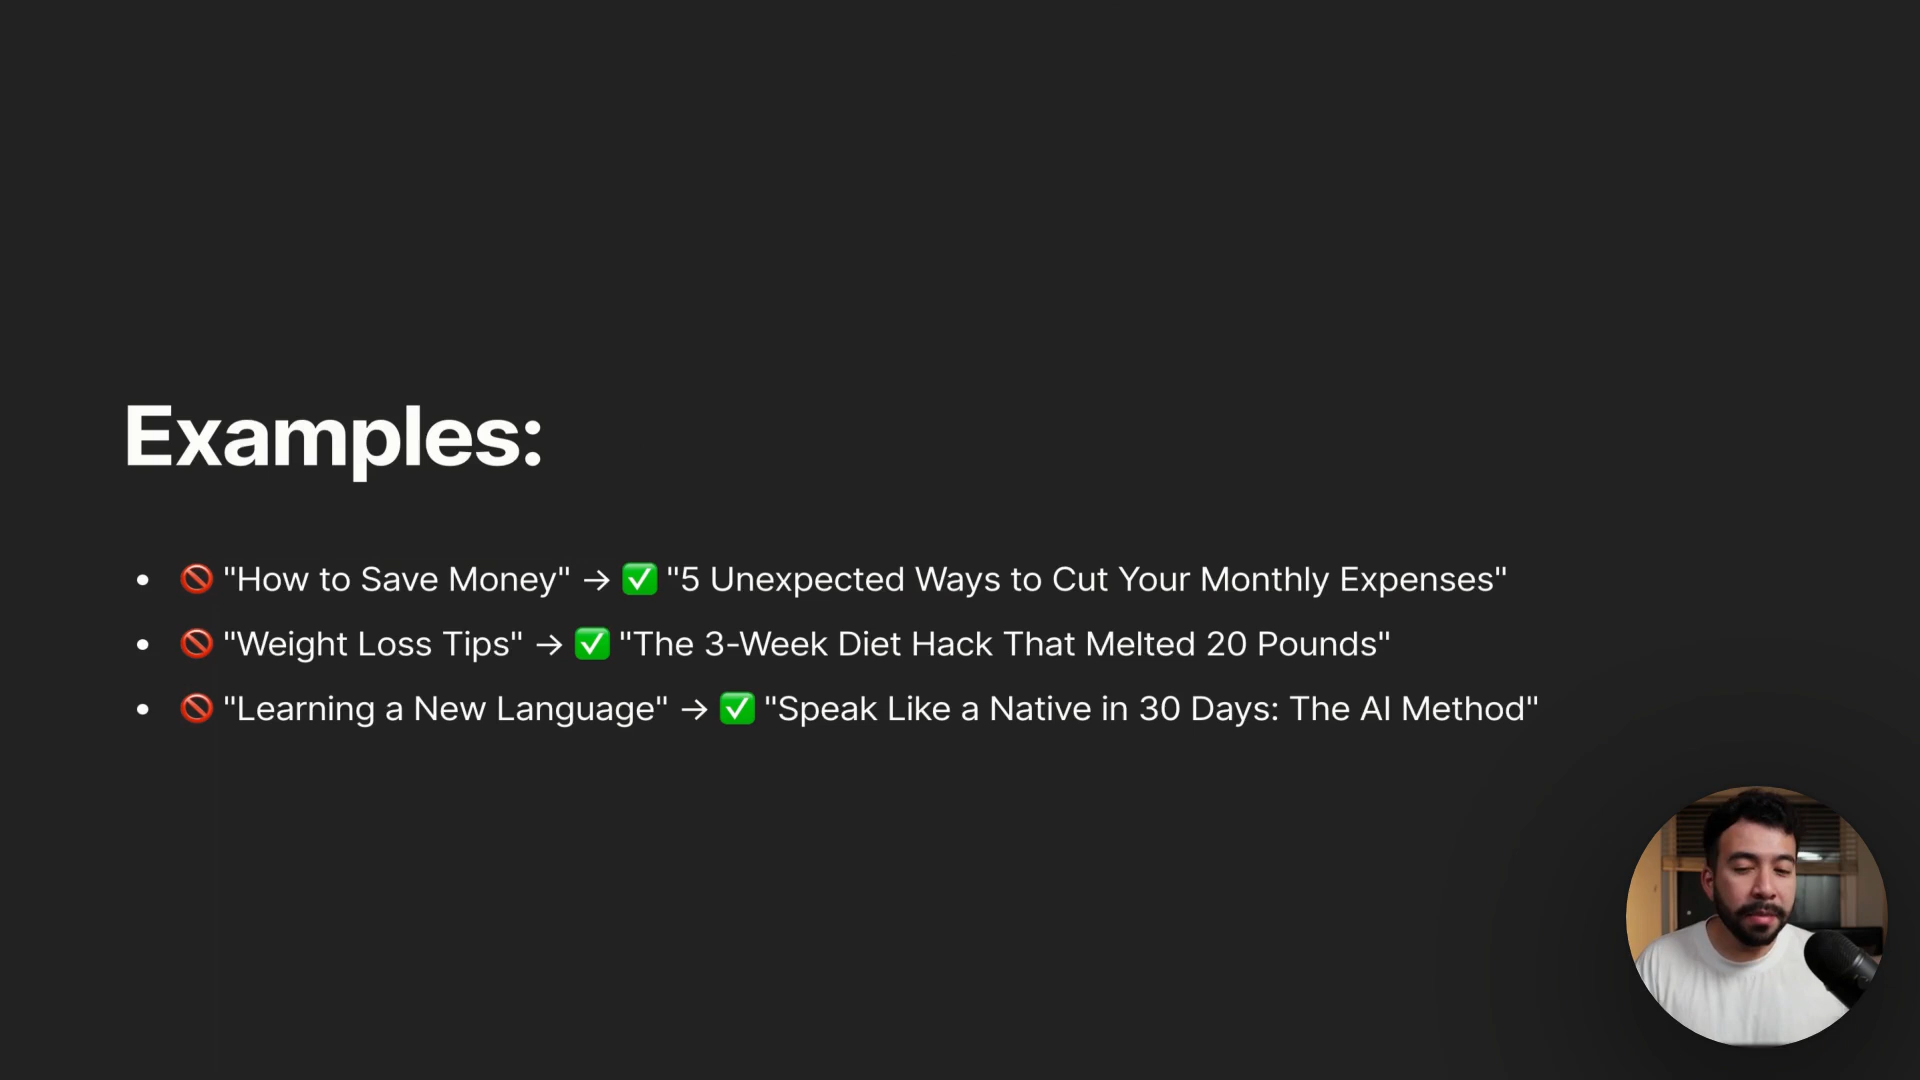 Examples:
• 🚫 "How to Save Money" → ✅ "5 Unexpected Ways to Cut Your Monthly Expenses"
• 🚫 "Weight Loss Tips" → ✅ "The 3-Week Diet Hack That Melted 20 Pounds"
• 🚫 "Learning a New Language" → ✅ "Speak Like a Native in 30 Days: The AI Method"